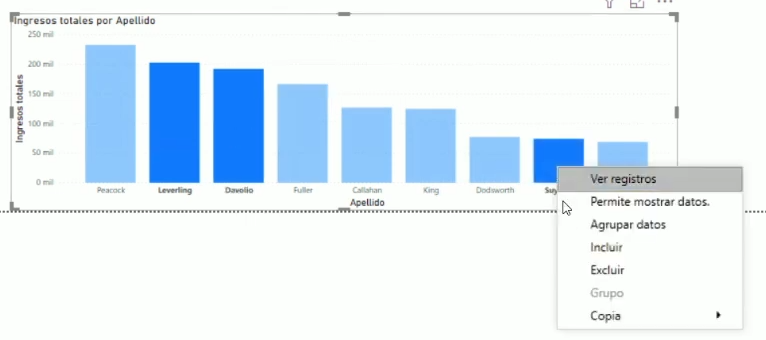 Ingresos totales por Apellido
250 mil
200 mil
150 mil
100 mil
50 mil
0 mil
Ingresos totales
Peacock Leverling Davolio Fuller Callahan King Dodsworth Suy
Apellido
Ver registros
Permite mostrar datos.
Agrupar datos
Incluir
Excluir
Grupo
Copia